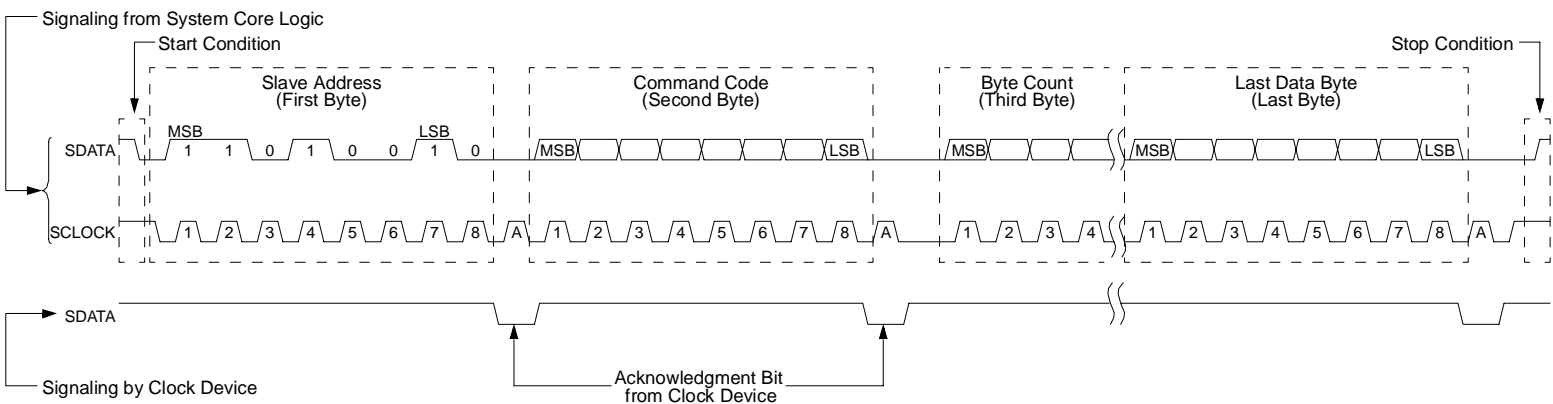 Signaling from System Core Logic
Start Condition
Stop Condition
Slave Address
(First Byte)
Command Code
(Second Byte)
Byte Count
(Third Byte)
Last Data Byte
(Last Byte)
MSB
LSB
SDATA
1 1 0 1 0 0 1 0
MSB LSB
MSB
MSB LSB
SCLOCK
1 2 3 4 5 6 7 8 A 1 2 3 4 5 6 7 8 A 1 2 3 4 1 2 3 4 5 6 7 8 A
SDATA
Signaling by Clock Device
Acknowledgment Bit
from Clock Device